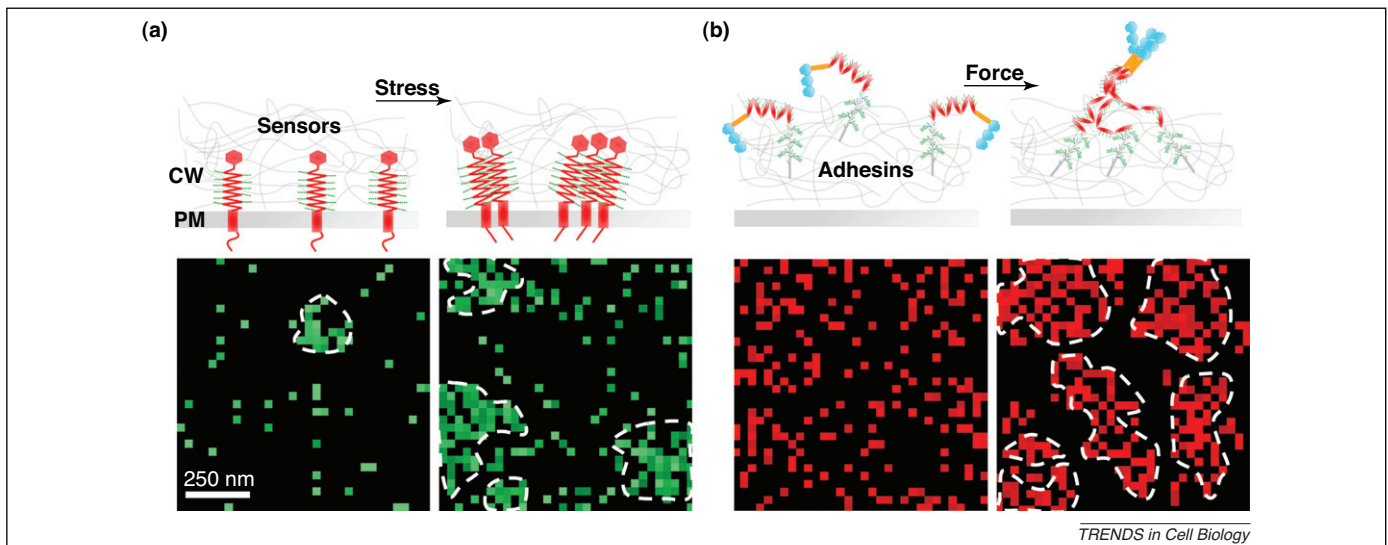 (a)
Stress
Sensors
CW
PM
250 nm
(b)
Force
Adhesins
TRENDS in Cell Biology